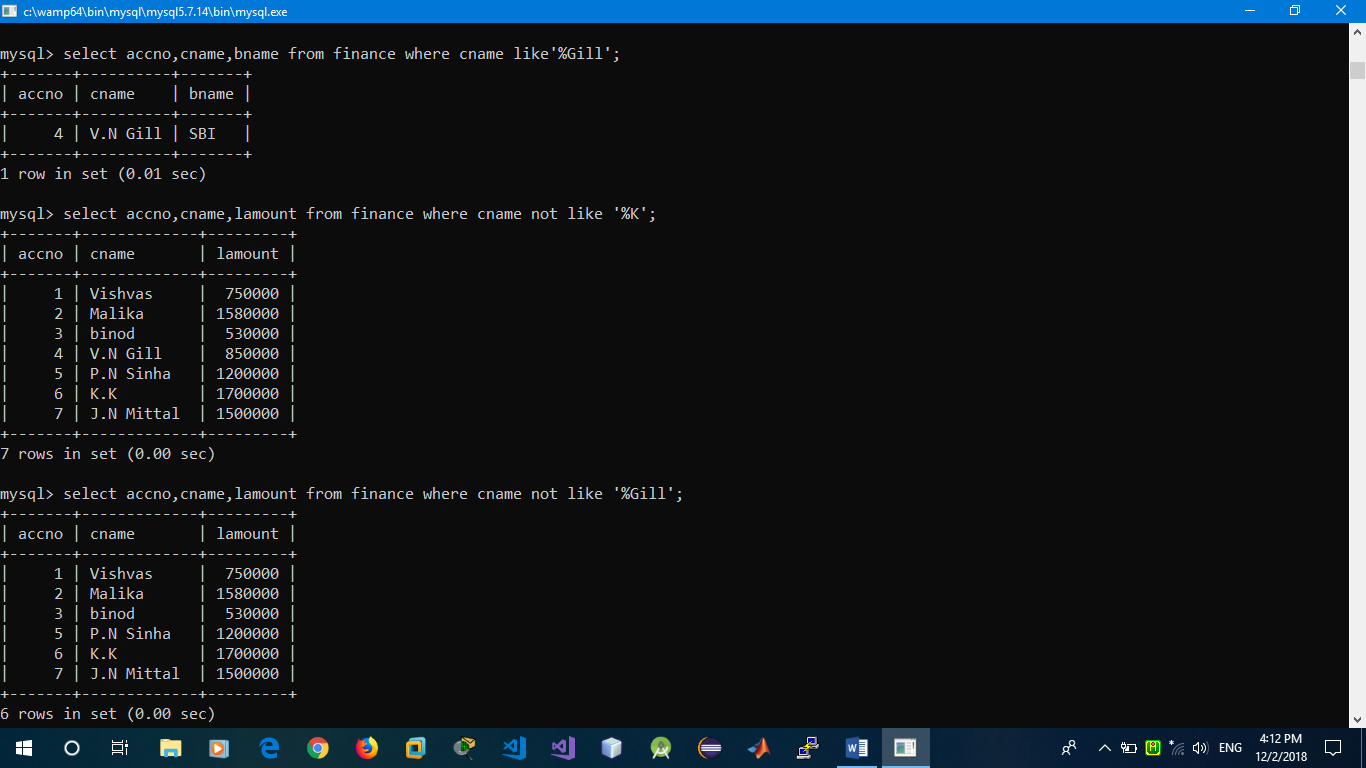 c:\wamp64\bin\mysql\mysql5.7.14\bin\mysql.exe
mysql> select accno,cname,bname from finance where cname like'%Gill';
+-------+----------+-------+
| accno | cname    | bname |
+-------+----------+-------+
|     4 | V.N Gill | SBI   |
+-------+----------+-------+
1 row in set (0.01 sec)
mysql> select accno,cname,lamount from finance where cname not like '%K';
+-------+-------------+---------+
| accno | cname       | lamount |
+-------+-------------+---------+
|     1 | Vishvas     |  750000 |
|     2 | Malika      | 1580000 |
|     3 | binod       |  530000 |
|     4 | V.N Gill    |  850000 |
|     5 | P.N Sinha   | 1200000 |
|     6 | K.K         | 1700000 |
|     7 | J.N Mittal  | 1500000 |
+-------+-------------+---------+
7 rows in set (0.00 sec)
mysql> select accno,cname,lamount from finance where cname not like '%Gill';
+-------+-------------+---------+
| accno | cname       | lamount |
+-------+-------------+---------+
|     1 | Vishvas     |  750000 |
|     2 | Malika      | 1580000 |
|     3 | binod       |  530000 |
|     5 | P.N Sinha   | 1200000 |
|     6 | K.K         | 1700000 |
|     7 | J.N Mittal  | 1500000 |
+-------+-------------+---------+
6 rows in set (0.00 sec)
ENG
4:12 PM
12/2/2018